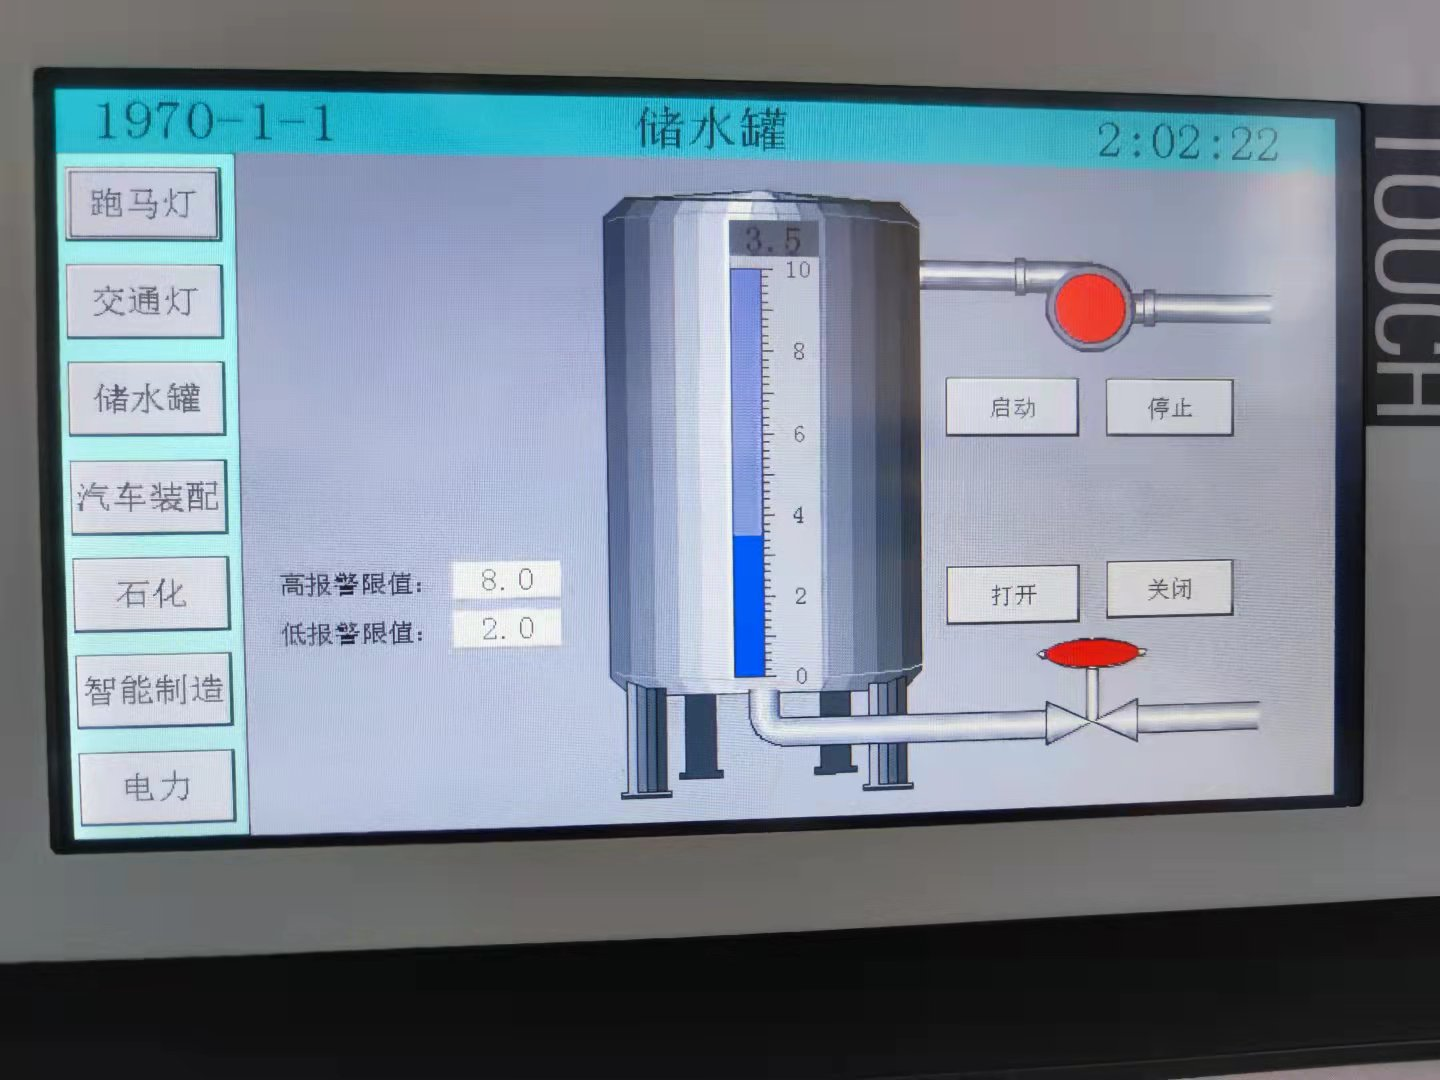 1970-1-1
储水罐
2:02:22
跑马灯
交通灯
储水罐
汽车装配
石化
智能制造
电力
3.5
10
8
6
4
2
0
启动
停止
打开
关闭
高报警限值: 8.0
低报警限值: 2.0
TOUCH